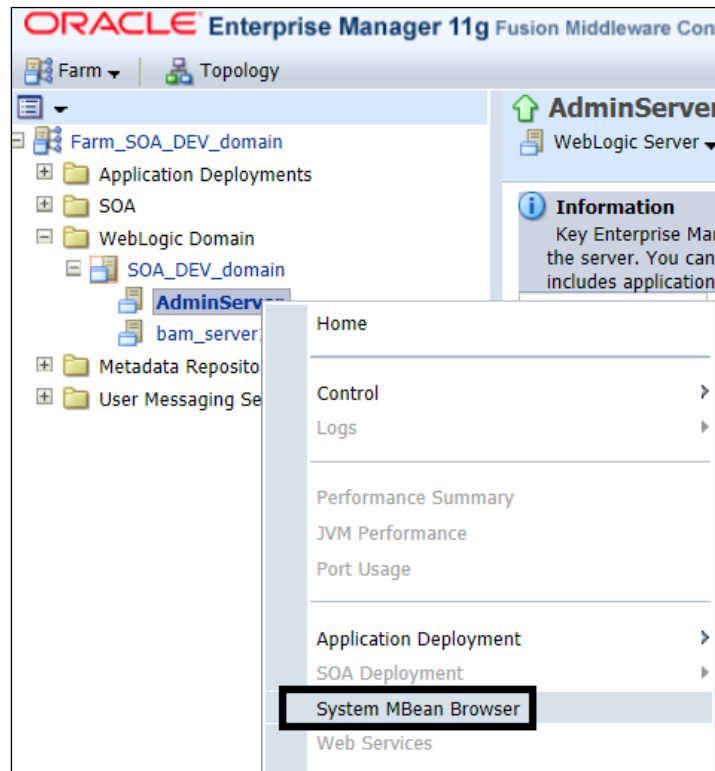 ORACLE Enterprise Manager 11g Fusion Middleware Con
Farm Topology
Farm_SOA_DEV_domain
Application Deployments
SOA
WebLogic Domain
SOA_DEV_domain
AdminServer
bam_server
Metadata Reposito
User Messaging Se
AdminServer
WebLogic Server
Information
Key Enterprise Ma
the server. You can
includes application
Home
Control
Logs
Performance Summary
JVM Performance
Port Usage
Application Deployment
SOA Deployment
System MBean Browser
Web Services